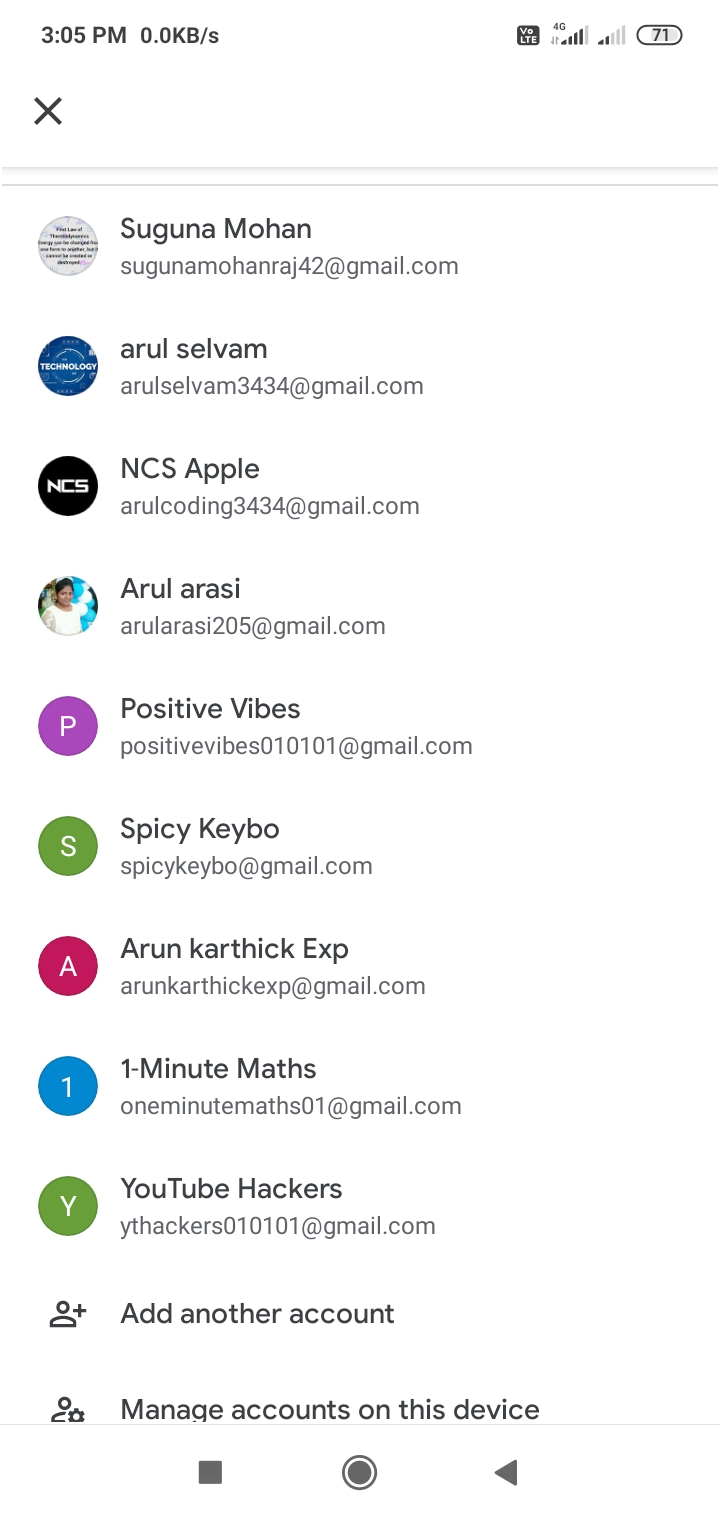 3:05 PM 0.0KB/s Vo LTE 4G 71
First Law of
Thermodynamics
Energy can be changed from
one form to another, but it
cannot be created or
destroyed.
Suguna Mohan
sugunamohanraj42@gmail.com
TECHNOLOGY
arul selvam
arulselvam3434@gmail.com
NCS
NCS Apple
arulcoding3434@gmail.com
Arul arasi
arularasi205@gmail.com
P
Positive Vibes
positivevibes010101@gmail.com
S
Spicy Keybo
spicykeybo@gmail.com
A
Arun karthick Exp
arunkarthickexp@gmail.com
1
1-Minute Maths
oneminutemaths01@gmail.com
Y
YouTube Hackers
ythackers010101@gmail.com
Add another account
Manage accounts on this device